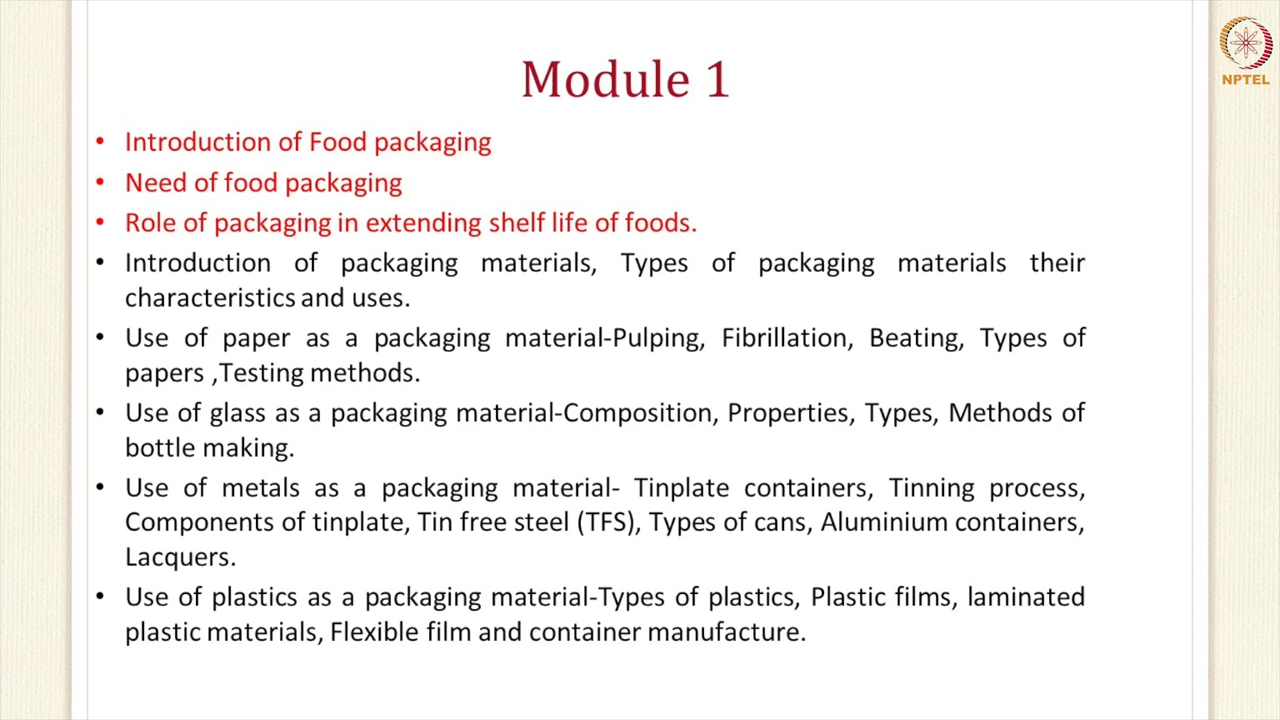 NPTEL
Module 1
• Introduction of Food packaging
• Need of food packaging
• Role of packaging in extending shelf life of foods.
• Introduction of packaging materials, Types of packaging materials their
characteristics and uses.
• Use of paper as a packaging material-Pulping, Fibrillation, Beating, Types of
papers ,Testing methods.
• Use of glass as a packaging material-Composition, Properties, Types, Methods of
bottle making.
• Use of metals as a packaging material- Tinplate containers, Tinning process,
Components of tinplate, Tin free steel (TFS), Types of cans, Aluminium containers,
Lacquers.
• Use of plastics as a packaging material-Types of plastics, Plastic films, laminated
plastic materials, Flexible film and container manufacture.